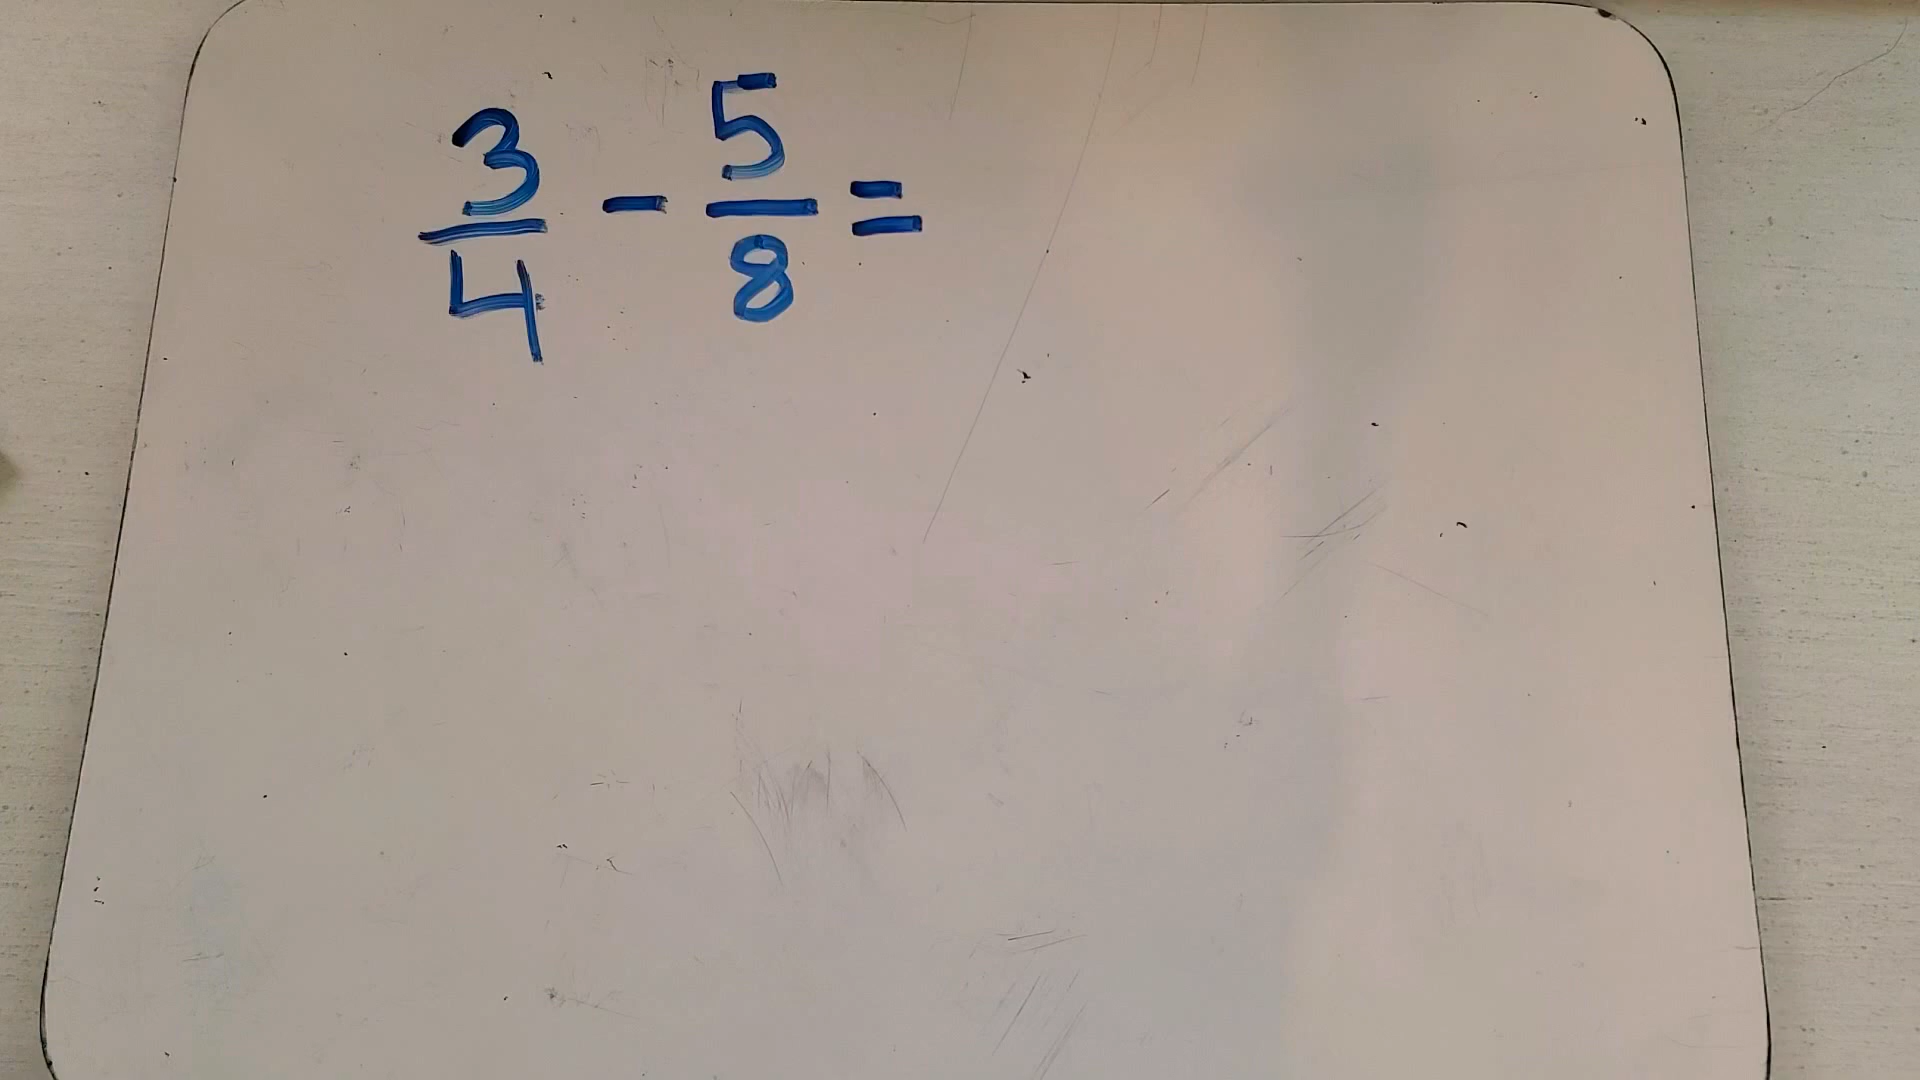 3/4 - 5/8 =